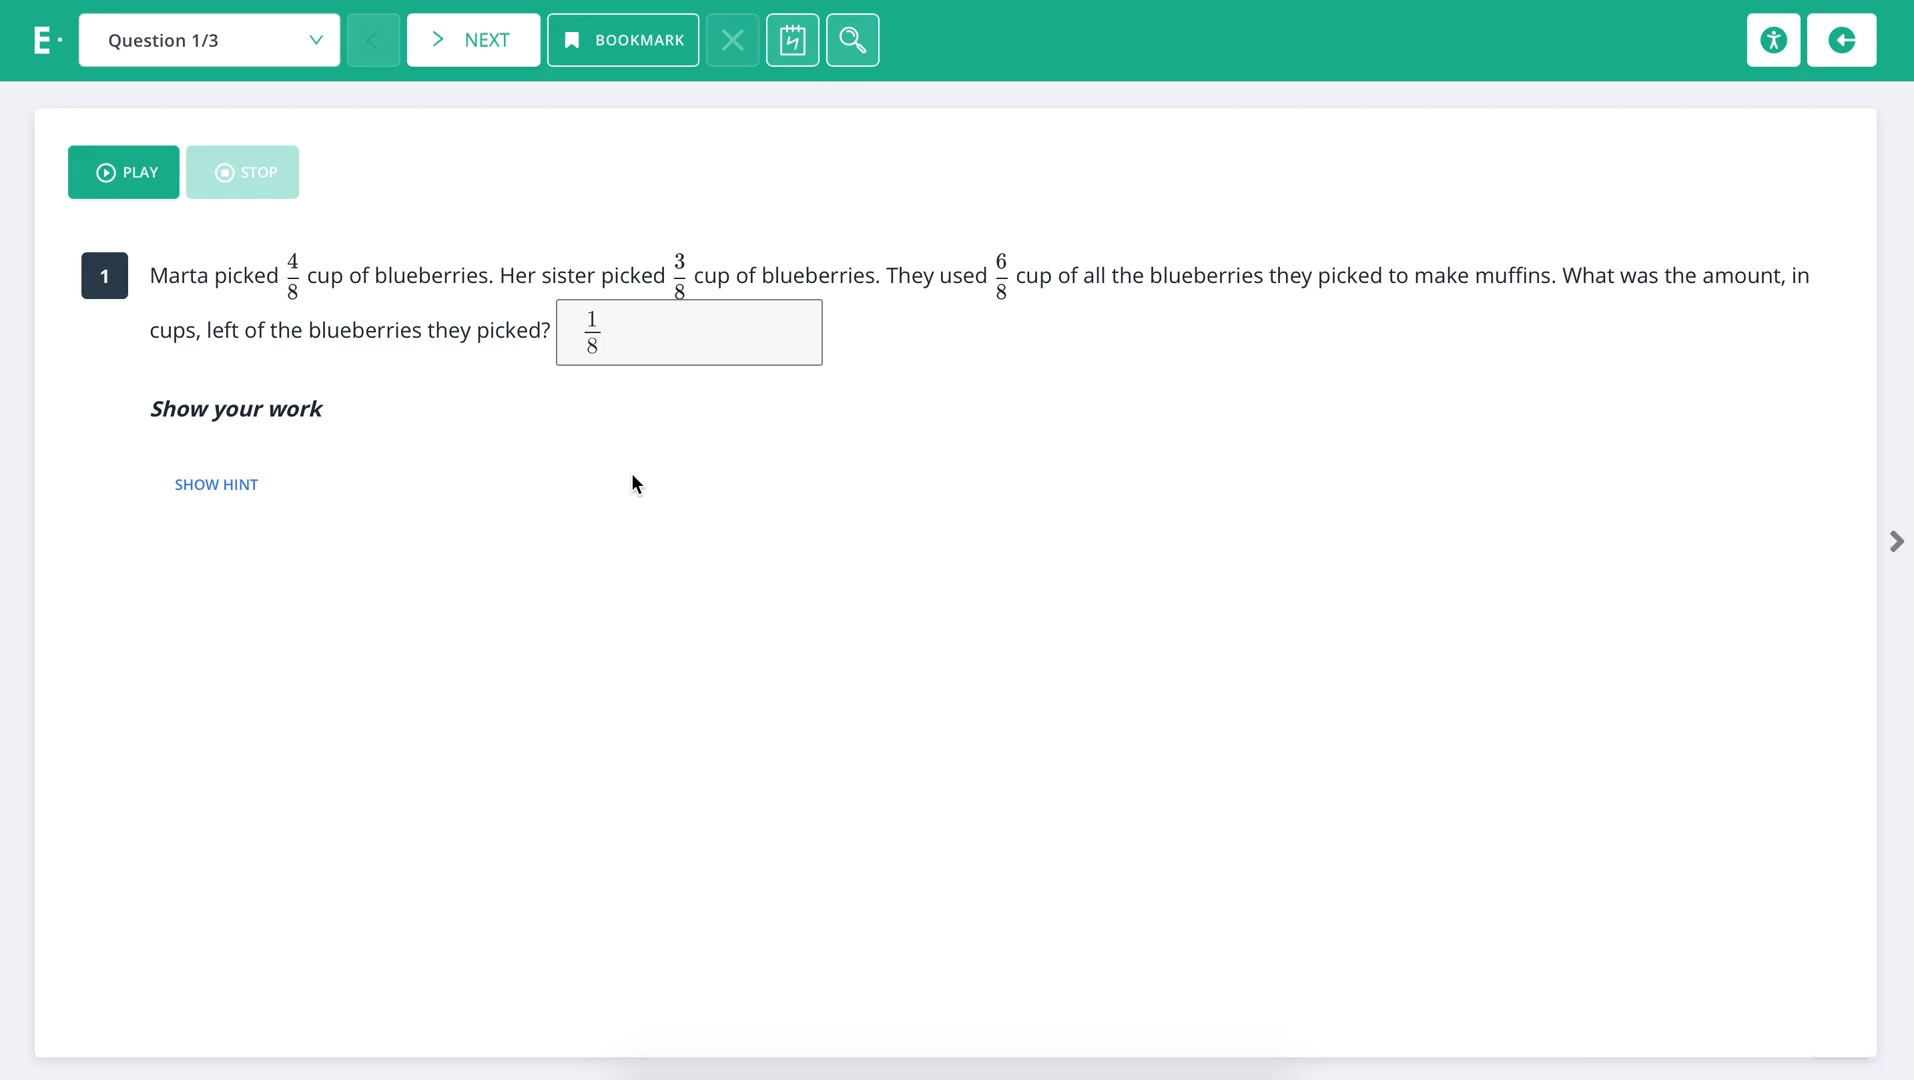 E· Question 1/3 NEXT BOOKMARK
PLAY STOP
1 Marta picked 4/8 cup of blueberries. Her sister picked 3/8 cup of blueberries. They used 6/8 cup of all the blueberries they picked to make muffins. What was the amount, in
cups, left of the blueberries they picked? 1/8
Show your work
SHOW HINT